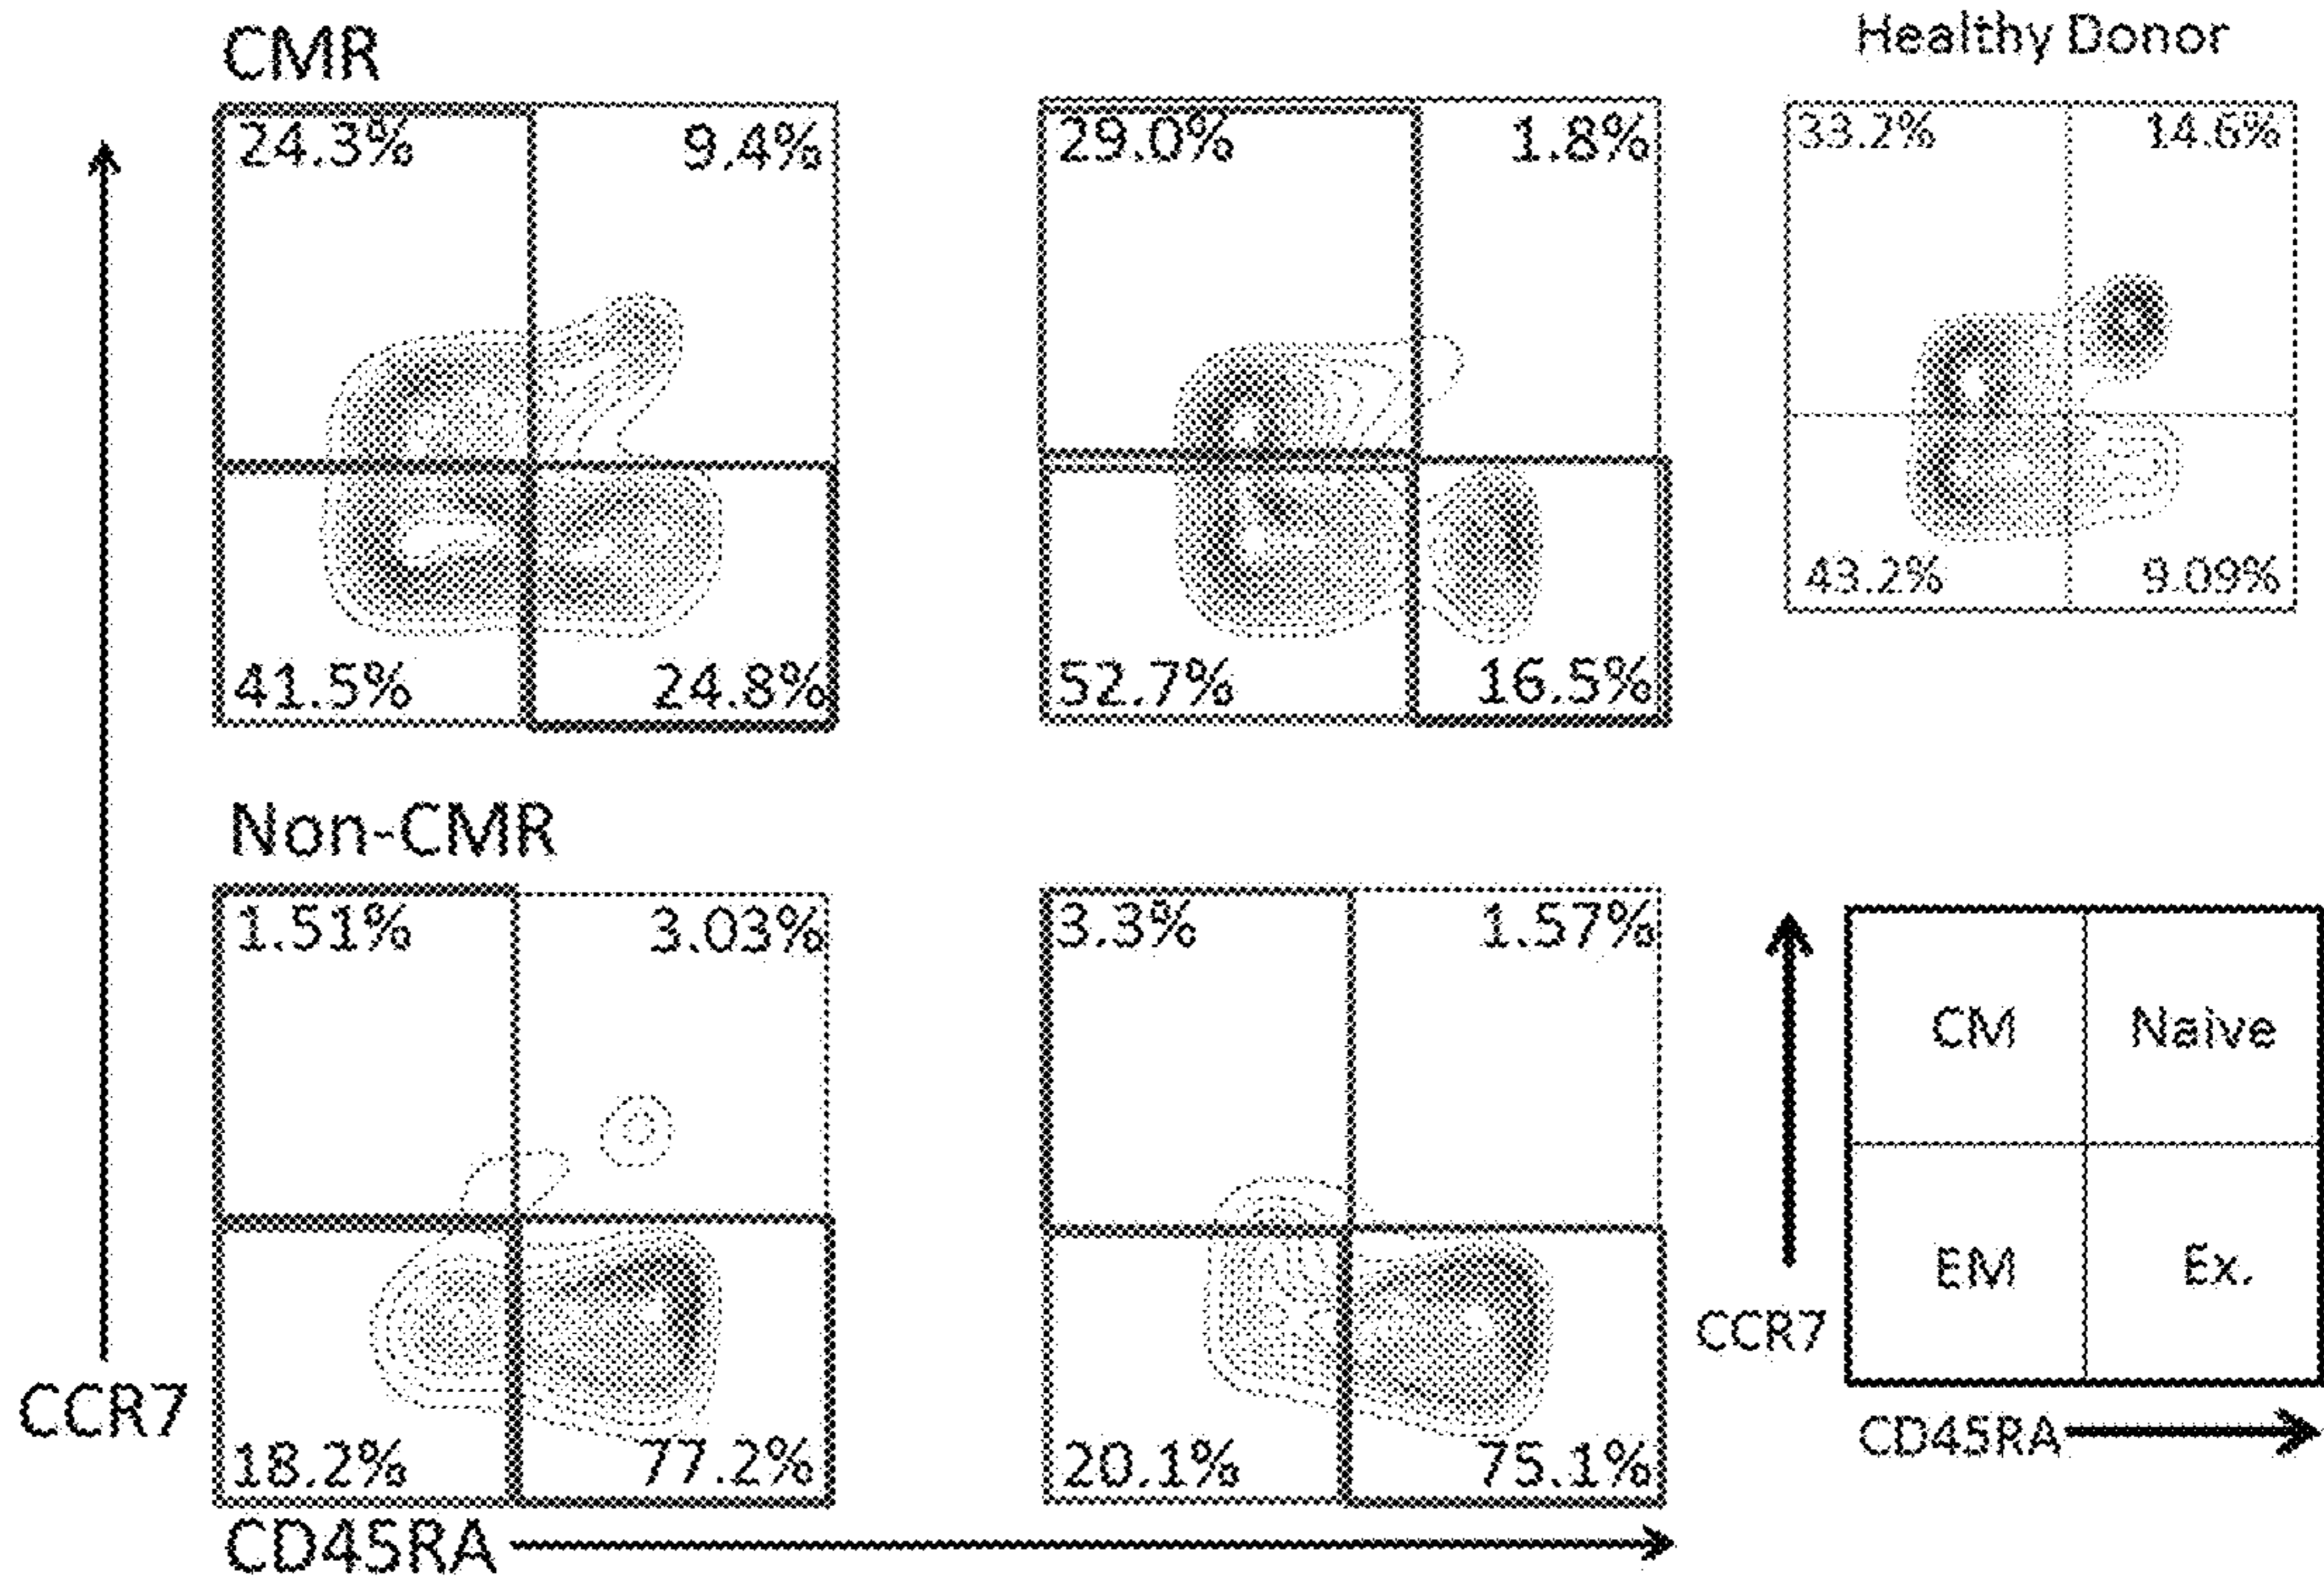 CMR
Healthy Donor
24.3% 9.4%
29.0% 1.8%
33.2% 14.6%
41.5% 24.8%
52.7% 16.5%
43.2% 9.09%
Non-CMR
1.51% 3.03%
3.3% 1.57%
18.2% 77.2%
20.1% 75.1%
CCR7
CD45RA
CM Naive
EM Ex.
CCR7
CD45RA